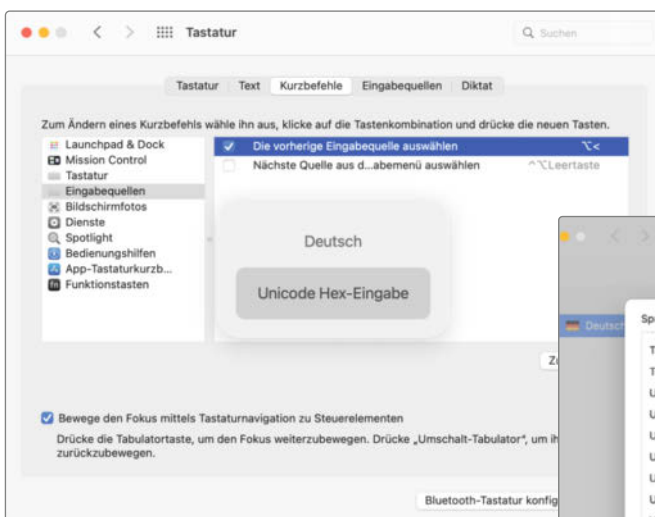 Tastatur
Suchen
Tastatur Text Kurzbefehle Eingabequellen Diktat
Zum Ändern eines Kurzbefehls wähle ihn aus, klicke auf die Tastenkombination und drücke die neuen Tasten.
Launchpad & Dock
Mission Control
Tastatur
Eingabequellen
Bildschirmfotos
Dienste
Spotlight
Bedienungshilfen
App-Tastaturkurzb...
fn Funktionstasten
Die vorherige Eingabequelle auswählen ⌥<
Nächste Quelle aus d...abemenü auswählen ^⌥Leertaste
Deutsch
Unicode Hex-Eingabe
Deutsch
Bewege den Fokus mittels Tastaturnavigation zu Steuerelementen
Drücke die Tabulatortaste, um den Fokus weiterzubewegen. Drücke „Umschalt-Tabulator“, um
zurückzubewegen.
Bluetooth-Tastatur